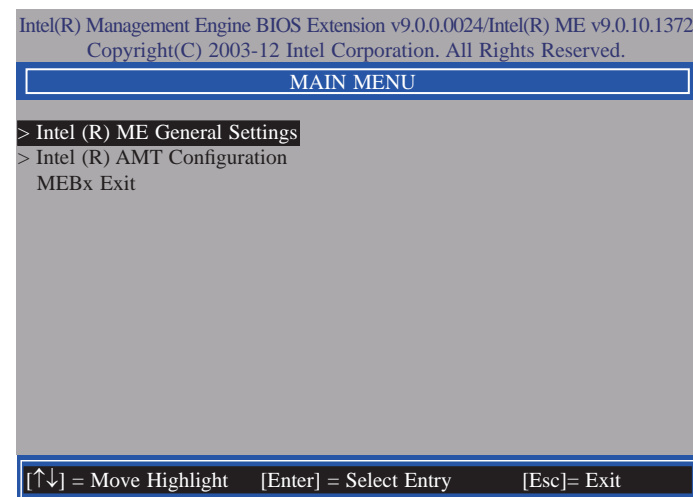 Intel(R) Management Engine BIOS Extension v9.0.0.0024/Intel(R) ME v9.0.10.1372
Copyright(C) 2003-12 Intel Corporation. All Rights Reserved.
MAIN MENU
> Intel (R) ME General Settings
> Intel (R) AMT Configuration
MEBx Exit
[↑↓] = Move Highlight [Enter] = Select Entry [Esc]= Exit